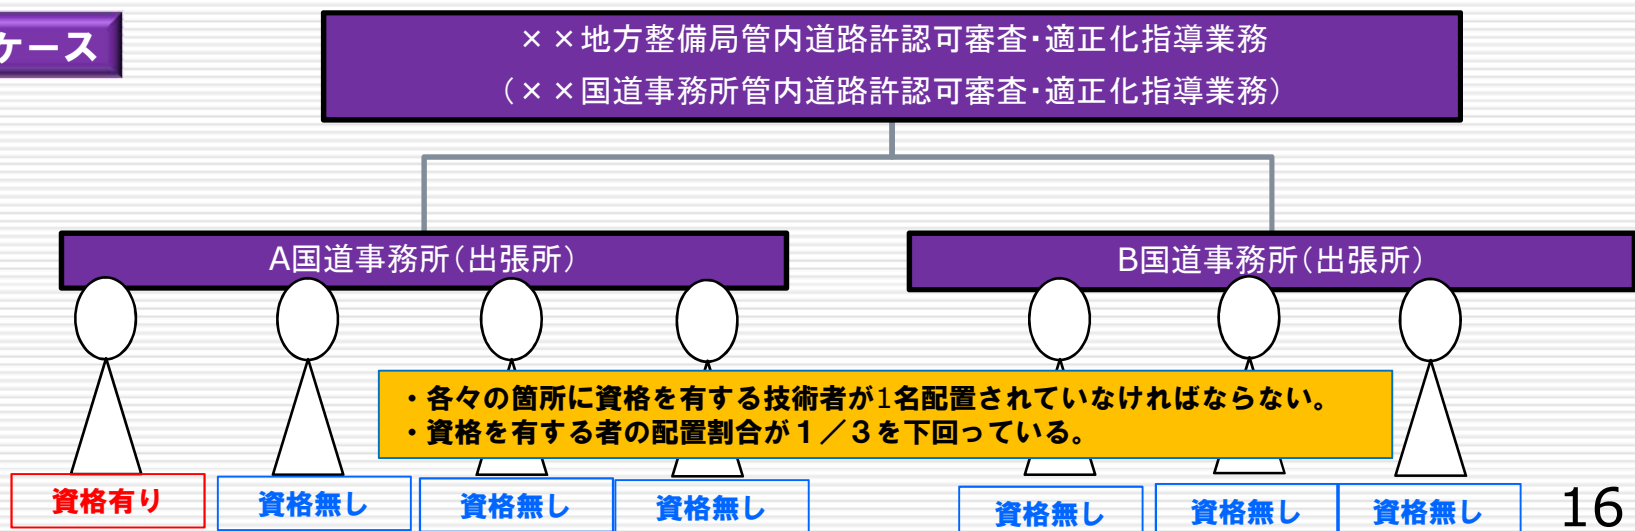 ケース
××地方整備局管内道路許認可審査・適正化指導業務
（××国道事務所管内道路許認可審査・適正化指導業務）
A国道事務所（出張所）
B国道事務所（出張所）
・各々の箇所に資格を有する技術者が1名配置されていなければならない。
・資格を有する者の配置割合が１／３を下回っている。
資格有り
資格無し
資格無し
資格無し
資格無し
資格無し
資格無し
16